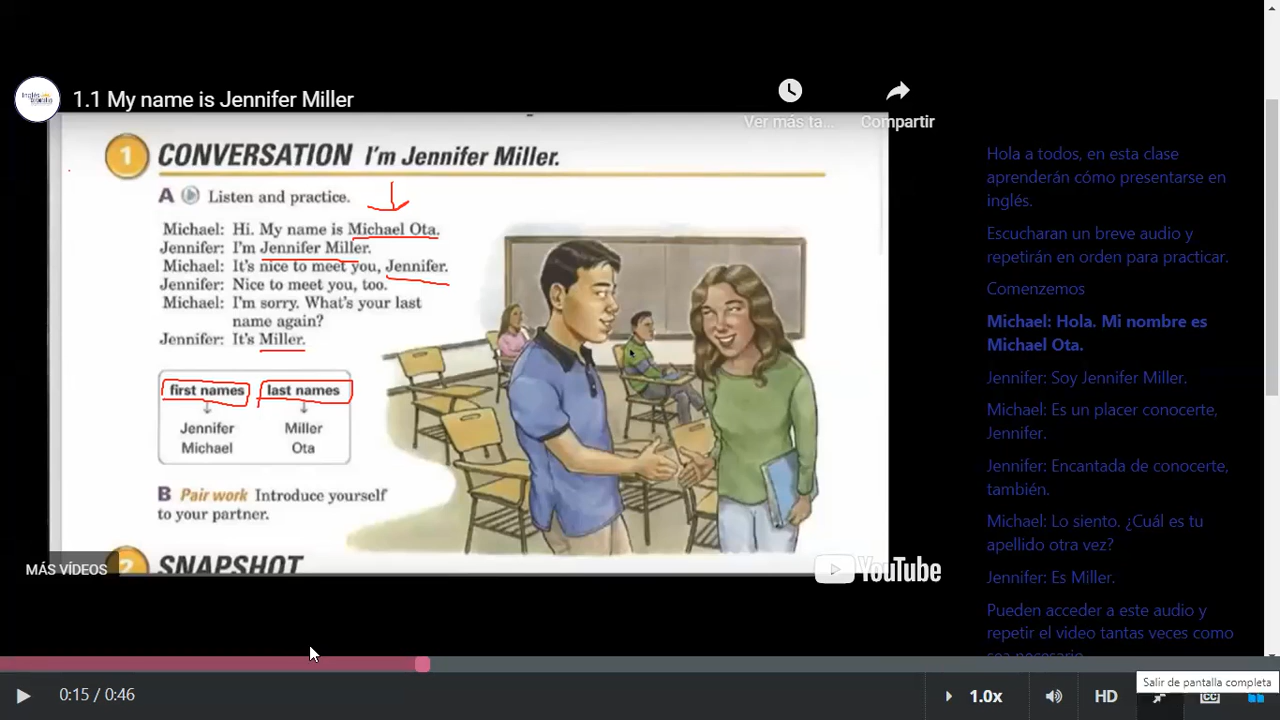 1.1 My name is Jennifer Miller
Ver más ta...
Compartir
1 CONVERSATION I'm Jennifer Miller.
A Listen and practice.
Michael: Hi. My name is Michael Ota.
Jennifer: I'm Jennifer Miller.
Michael: It's nice to meet you, Jennifer.
Jennifer: Nice to meet you, too.
Michael: I'm sorry. What's your last
name again?
Jennifer: It's Miller.
first names last names
Jennifer Miller
Michael Ota
B Pair work Introduce yourself
to your partner.
2 SNAPSHOT
MÁS VÍDEOS
YouTube
Hola a todos, en esta clase
aprenderán cómo presentarse en
inglés.
Escucharan un breve audio y
repetirán en orden para practicar.
Comenzemos
Michael: Hola. Mi nombre es
Michael Ota.
Jennifer: Soy Jennifer Miller.
Michael: Es un placer conocerte,
Jennifer.
Jennifer: Encantada de conocerte,
también.
Michael: Lo siento. ¿Cuál es tu
apellido otra vez?
Jennifer: Es Miller.
Pueden acceder a este audio y
repetir el video tantas veces como
sea necesario
Salir de pantalla completa
0:15 / 0:46
1.0x
HD
CC